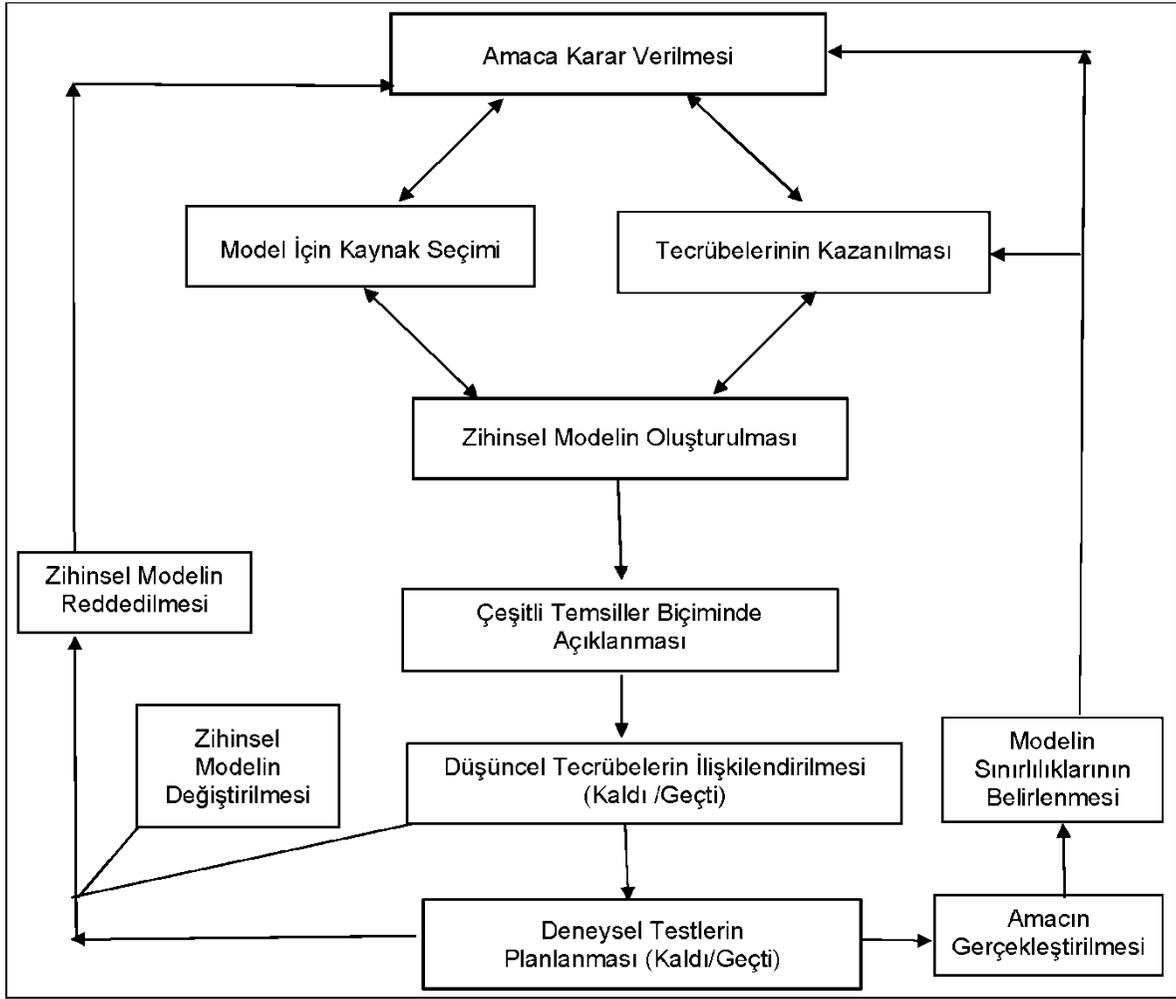 Amaca Karar Verilmesi
Model İçin Kaynak Seçimi
Tecrübelerinin Kazanılması
Zihinsel Modelin Oluşturulması
Zihinsel Modelin
Reddedilmesi
Çeşitli Temsiller Biçiminde
Açıklanması
Zihinsel
Modelin
Değiştirilmesi
Düşüncel Tecrübelerin İlişkilendirilmesi
(Kaldı /Geçti)
Modelin
Sınırlılıklarının
Belirlenmesi
Deneysel Testlerin
Planlanması (Kaldı/Geçti)
Amacın
Gerçekleştirilmesi